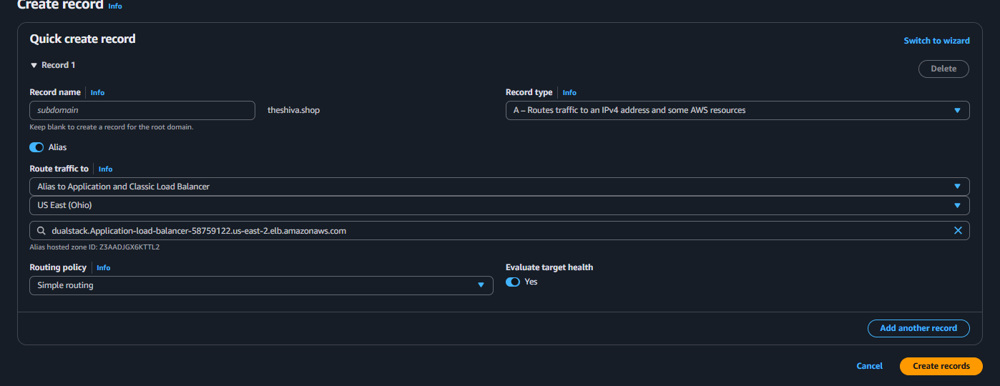 Create record Info
Quick create record
Switch to wizard
Record 1
Delete
Record name Info
Record type Info
subdomain theshiva.shop
A – Routes traffic to an IPv4 address and some AWS resources
Keep blank to create a record for the root domain.
Alias
Route traffic to Info
Alias to Application and Classic Load Balancer
US East (Ohio)
dualstack.Application-load-balancer-58759122.us-east-2.elb.amazonaws.com
Alias hosted zone ID: Z3AADJGX6KTTL2
Routing policy Info
Evaluate target health
Simple routing
Yes
Add another record
Cancel
Create records